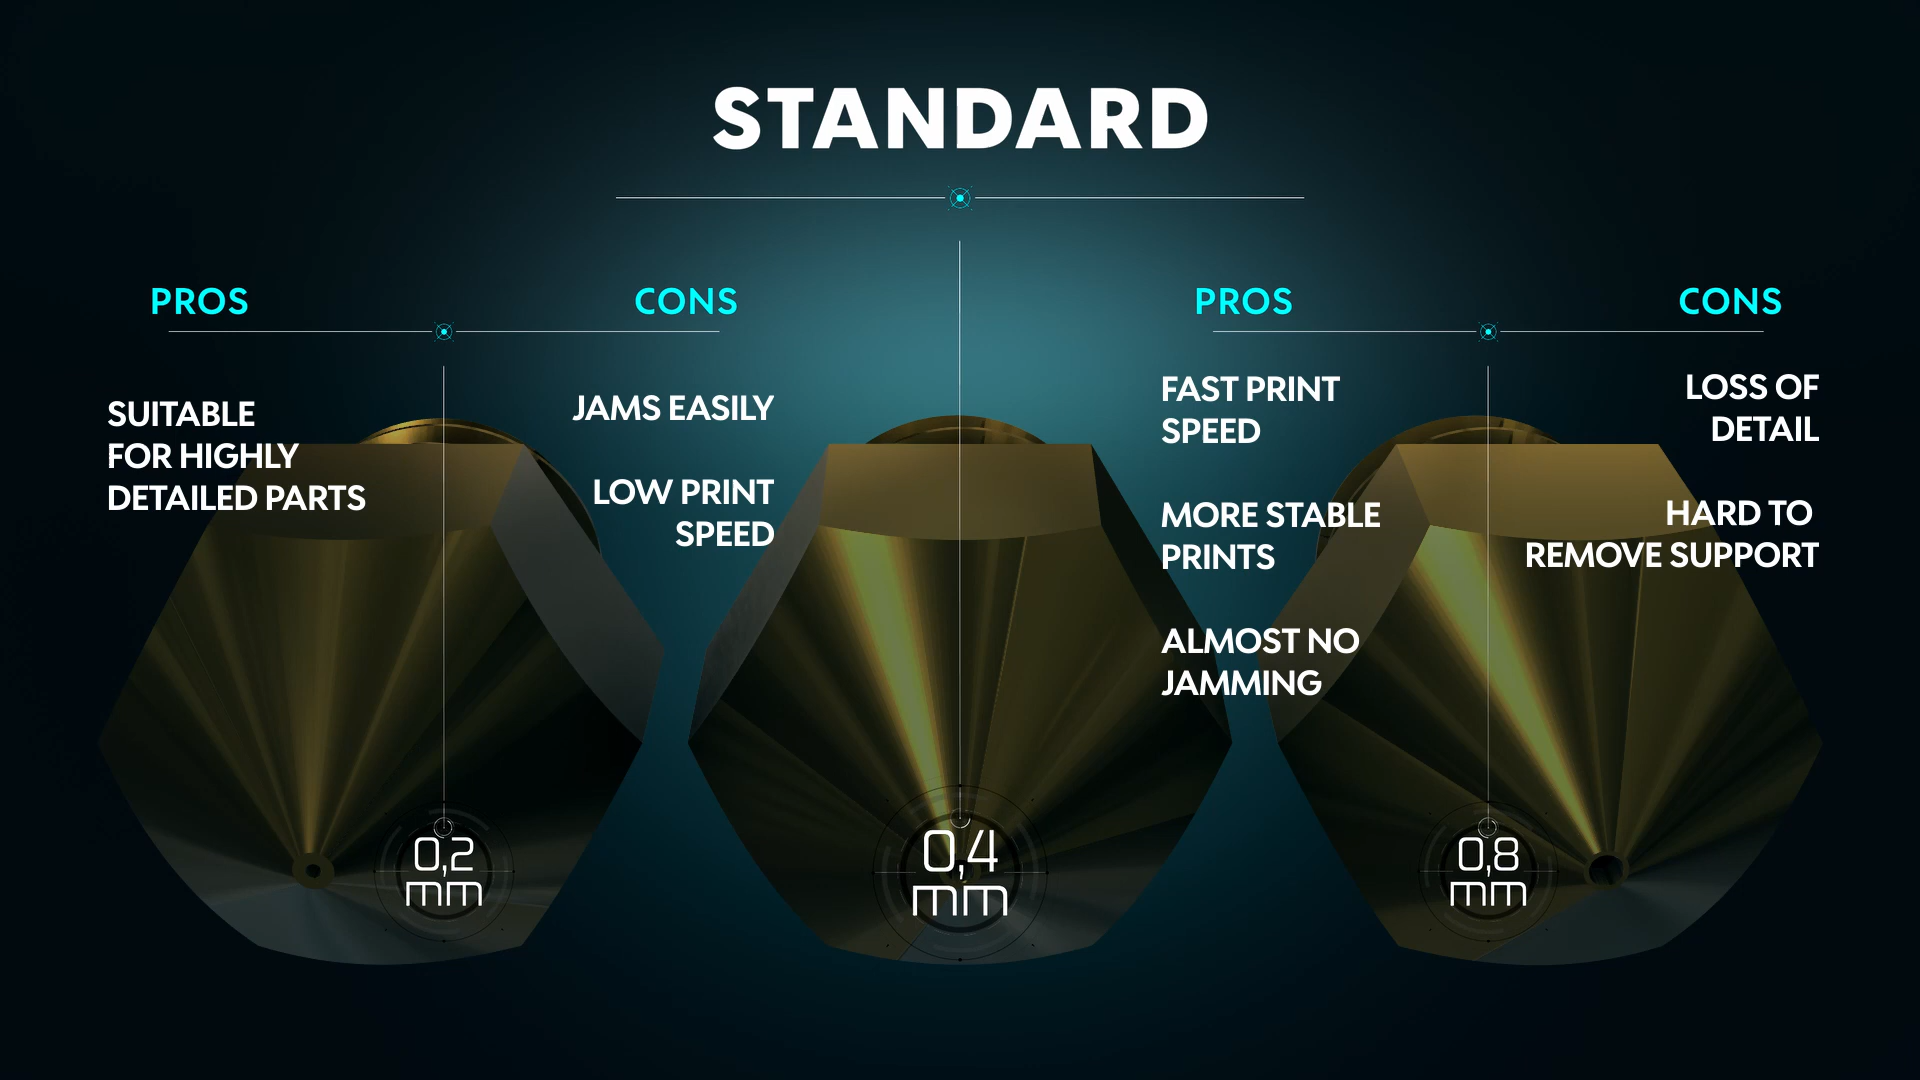 STANDARD
PROS
CONS
SUITABLE
FOR HIGHLY
DETAILED PARTS
JAMS EASILY
LOW PRINT
SPEED
PROS
CONS
FAST PRINT
SPEED
MORE STABLE
PRINTS
ALMOST NO
JAMMING
LOSS OF
DETAIL
HARD TO
REMOVE SUPPORT
0,2
mm
0,4
mm
0,8
mm